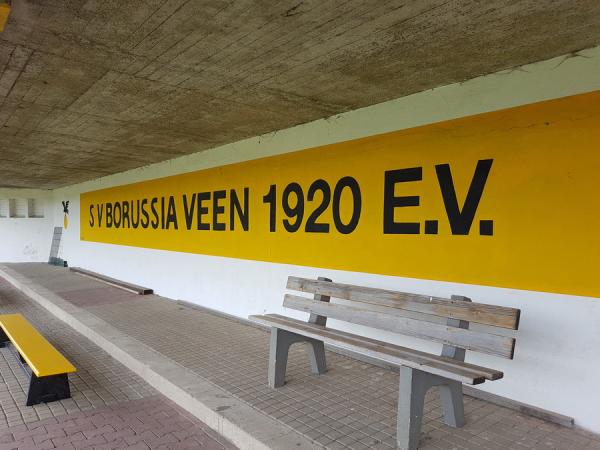 SV BORUSSIA VEEN 1920 E.V.